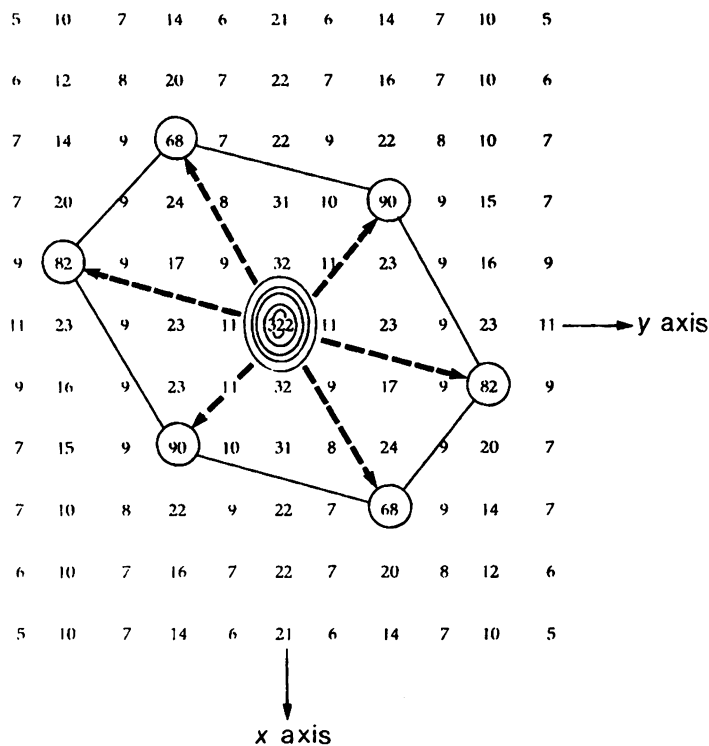 5 10 7 14 6 21 6 14 7 10 5
6 12 8 20 7 22 7 16 7 10 6
7 14 9 68 7 22 9 22 8 10 7
7 20 9 24 8 31 10 90 9 15 7
9 82 9 17 9 32 11 23 9 16 9
11 23 9 23 11 322 11 23 9 23 11 y axis
9 16 9 23 11 32 9 17 9 82 9
7 15 9 90 10 31 8 24 9 20 7
7 10 8 22 9 22 7 68 9 14 7
6 10 7 16 7 22 7 20 8 12 6
5 10 7 14 6 21 6 14 7 10 5
x axis